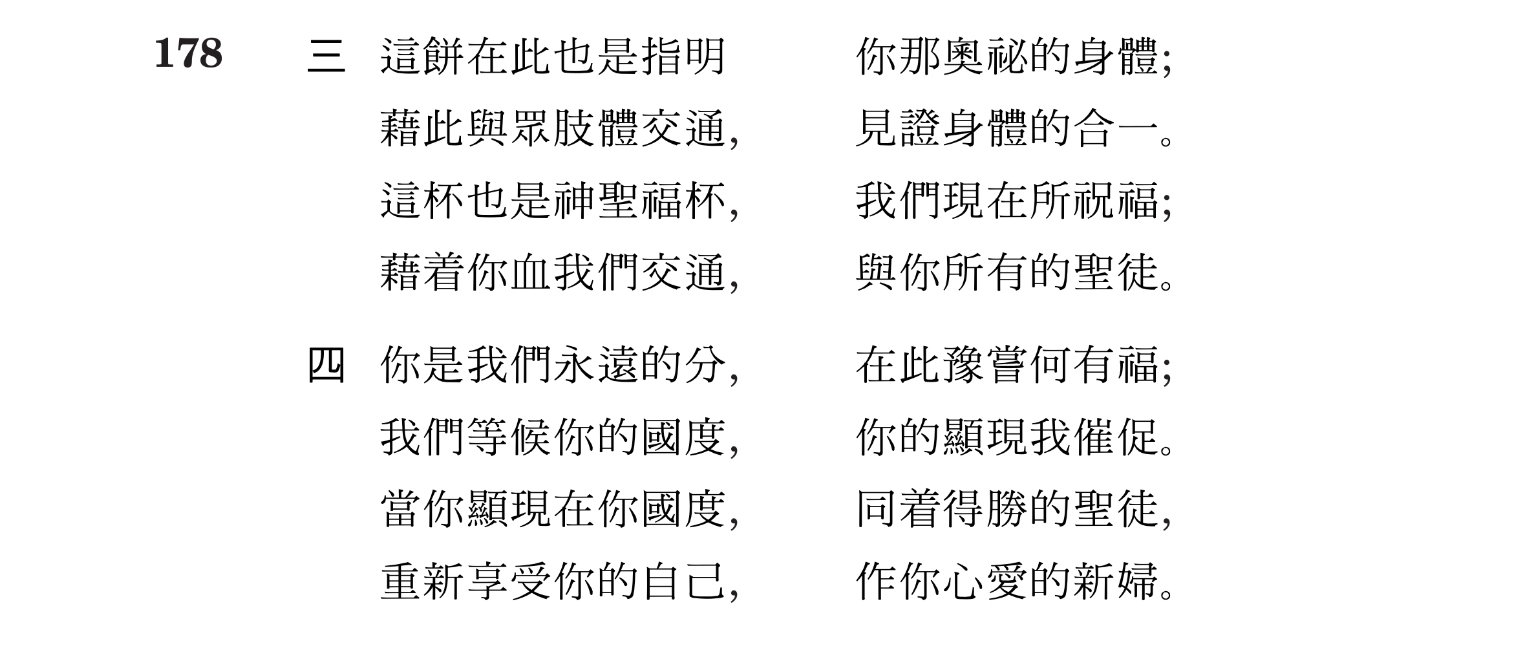 178 三 這餅在此也是指明 你那奧祕的身體;
藉此與眾肢體交通, 見證身體的合一。
這杯也是神聖福杯, 我們現在所祝福;
藉着你血我們交通, 與你所有的聖徒。
四 你是我們永遠的分, 在此豫嘗何有福;
我們等候你的國度, 你的顯現我催促。
當你顯現在你國度, 同着得勝的聖徒,
重新享受你的自己, 作你心愛的新婦。